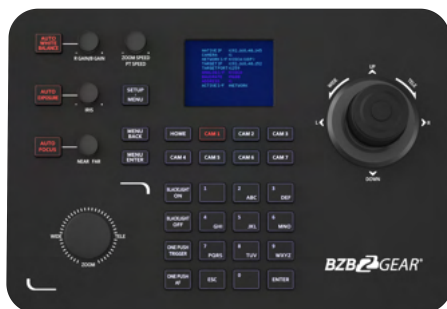 AUTO
WHITE
BALANCE
R GAIN/B GAIN
ZOOM SPEED
PT SPEED
AUTO
EXPOSURE
IRIS
SETUP
MENU
AUTO
FOCUS
NEAR FAR
MENU
BACK
HOME
CAM 1
CAM 2
CAM 3
MENU
ENTER
CAM 4
CAM 5
CAM 6
CAM 7
UP
WIDE
TELE
L
R
DOWN
BLACKLIGHT
ON
1
2
ABC
3
DEF
BLACKLIGHT
OFF
4
GHI
5
JKL
6
MNO
ONE PUSH
TRIGGER
7
PQRS
8
TUV
9
WXYZ
ONE PUSH
AF
ESC
0
ENTER
WIDE
TELE
ZOOM
BZBGEAR